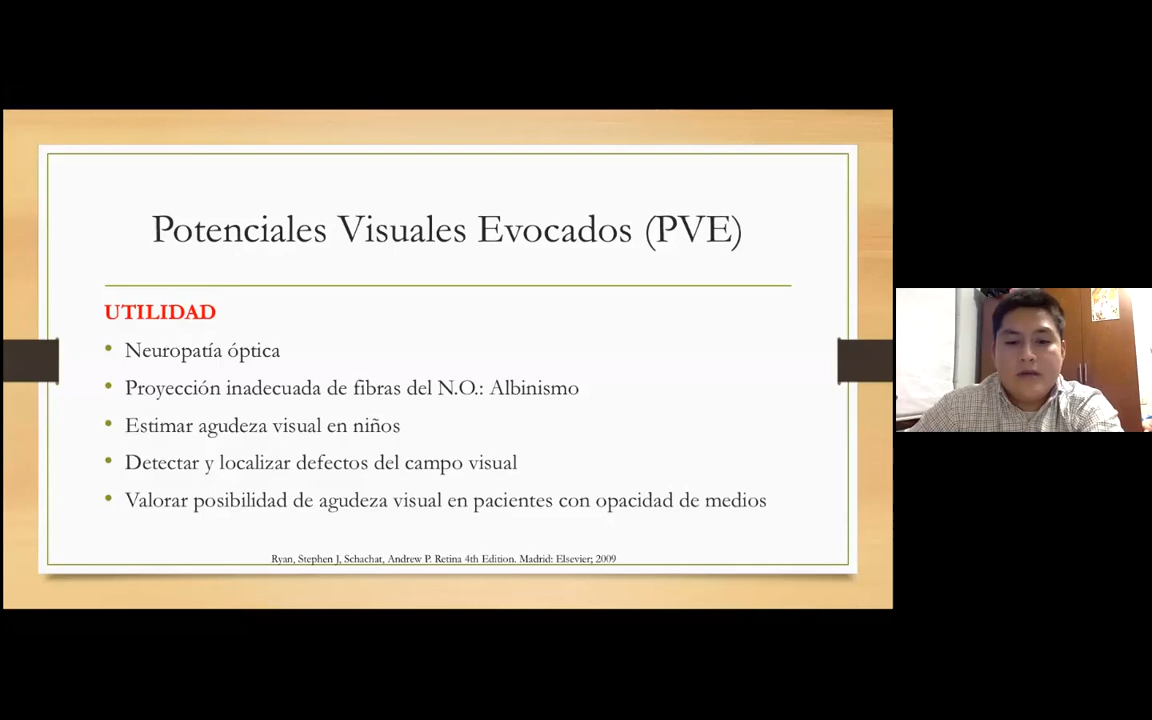 Potenciales Visuales Evocados (PVE)
UTILIDAD
• Neuropatía óptica
• Proyección inadecuada de fibras del N.O.: Albinismo
• Estimar agudeza visual en niños
• Detectar y localizar defectos del campo visual
• Valorar posibilidad de agudeza visual en pacientes con opacidad de medios
Ryan, Stephen J, Schachat, Andrew P. Retina 4th Edition. Madrid: Elsevier; 2009